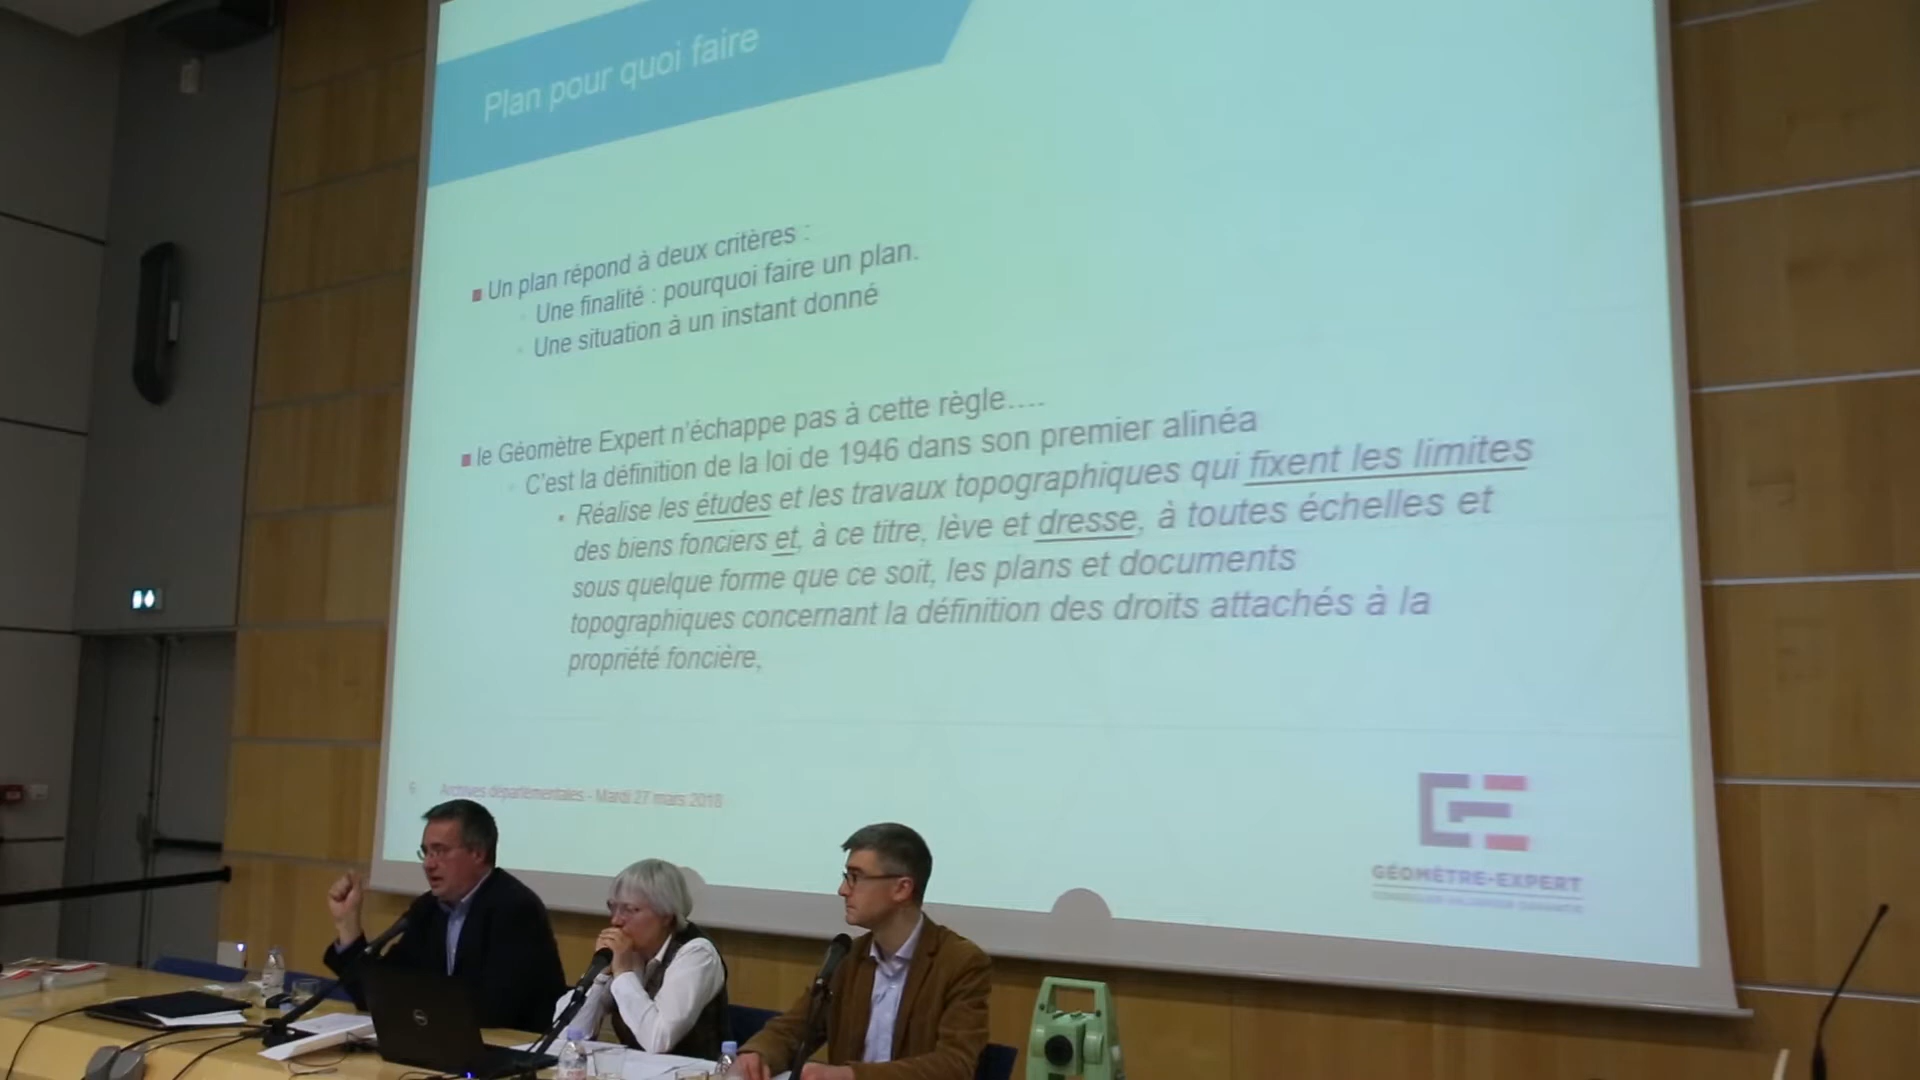 Plan pour quoi faire
Un plan répond à deux critères :
Une finalité : pourquoi faire un plan.
Une situation à un instant donné
le Géomètre Expert n'échappe pas à cette règle....
C'est la définition de la loi de 1946 dans son premier alinéa
Réalise les études et les travaux topographiques qui fixent les limites
des biens fonciers et, à ce titre, lève et dresse, à toutes échelles et
sous quelque forme que ce soit, les plans et documents
topographiques concernant la définition des droits attachés à la
propriété foncière,
6 Archives départementales - Mardi 27 mars 2018
GE
GÉOMÈTRE-EXPERT
DELL